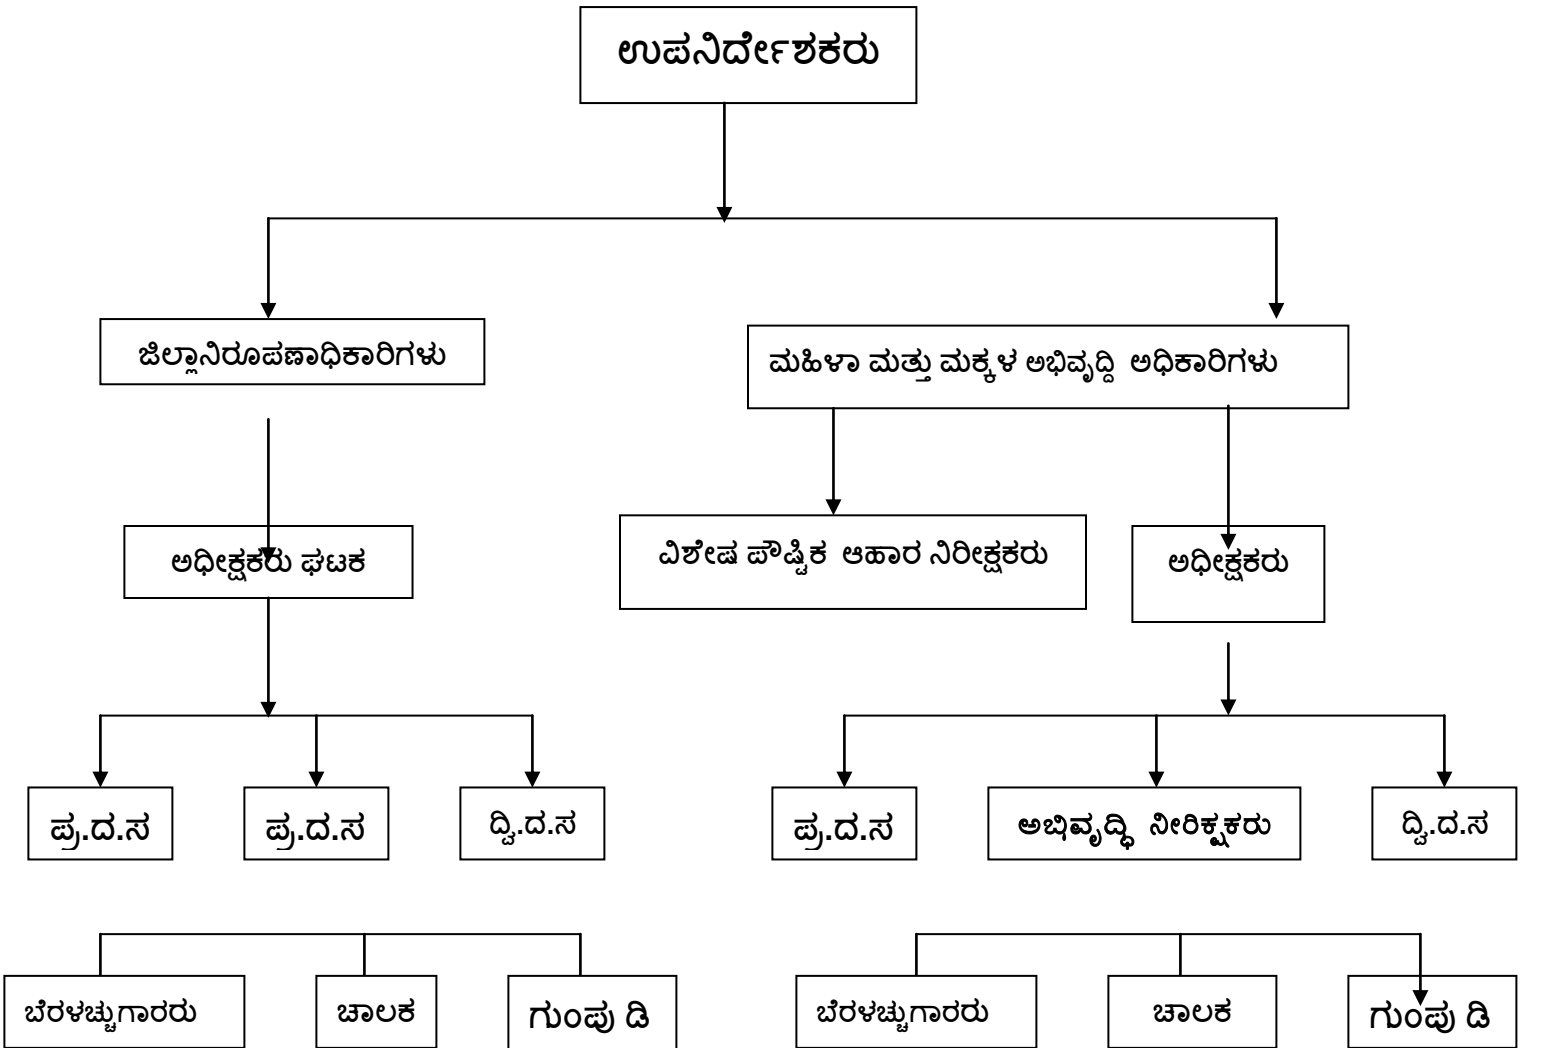 ಉಪನಿರ್ದೇಶಕರು
ಜಿಲ್ಲಾನಿರೂಪಣಾಧಿಕಾರಿಗಳು
ಮಹಿಳಾ ಮತ್ತು ಮಕ್ಕಳ ಅಭಿವೃದ್ದಿ ಅಧಿಕಾರಿಗಳು
ಅಧೀಕ್ಷಕರು ಘಟಕ
ವಿಶೇಷ ಪೌಷ್ಟಿಕ ಆಹಾರ ನಿರೀಕ್ಷಕರು
ಅಧೀಕ್ಷಕರು
ಪ್ರ.ದ.ಸ
ಪ್ರ.ದ.ಸ
ದ್ವಿ.ದ.ಸ
ಪ್ರ.ದ.ಸ
ಅಭಿವೃದ್ಧಿ ನೀರಿಕ್ಷಕರು
ದ್ವಿ.ದ.ಸ
ಬೆರಳಚ್ಚುಗಾರರು
ಚಾಲಕ
ಗುಂಪು ಡಿ
ಬೆರಳಚ್ಚುಗಾರರು
ಚಾಲಕ
ಗುಂಪು ಡಿ